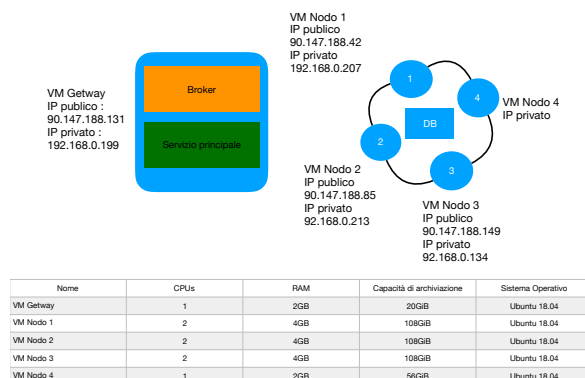 VM Getway
IP publico :
90.147.188.131
IP privato :
192.168.0.199
Broker
Servizio principale
VM Nodo 1
IP publico
90.147.188.42
IP privato
192.168.0.207
1
4
DB
2
3
VM Nodo 4
IP privato
VM Nodo 2
IP publico
90.147.188.85
IP privato
92.168.0.213
VM Nodo 3
IP publico
90.147.188.149
IP privato
92.168.0.134
Nome CPUs RAM Capacità di archiviazione Sistema Operativo
VM Getway 1 2GB 20GiB Ubuntu 18.04
VM Nodo 1 2 4GB 108GiB Ubuntu 18.04
VM Nodo 2 2 4GB 108GiB Ubuntu 18.04
VM Nodo 3 2 4GB 108GiB Ubuntu 18.04
VM Nodo 4 1 2GB 56GiB Ubuntu 18.04